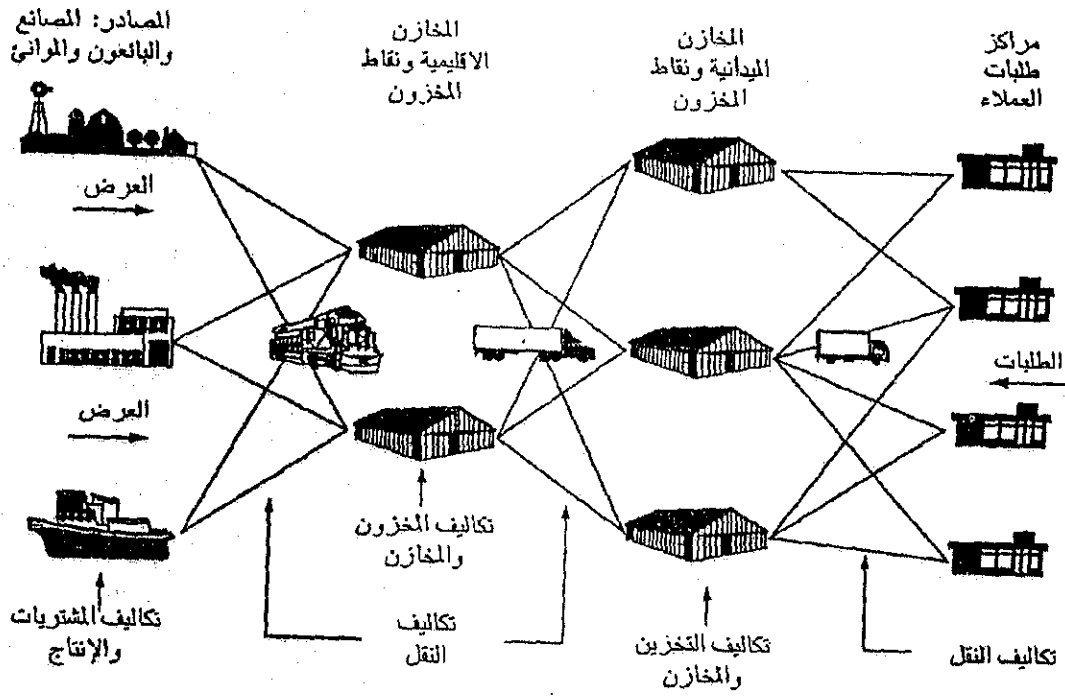 المصادر: المصانع
والبائعون والموانئ
المخازن
الاقليمية ونقاط
المخزون
المخازن
الميدانية ونقاط
المخزون
مراكز
طلبات
العملاء
العرض
العرض
الطلبات
تكاليف المشتريات
والإنتاج
تكاليف المخزون
والمخازن
تكاليف
النقل
تكاليف التخزين
والمخازن
تكاليف النقل